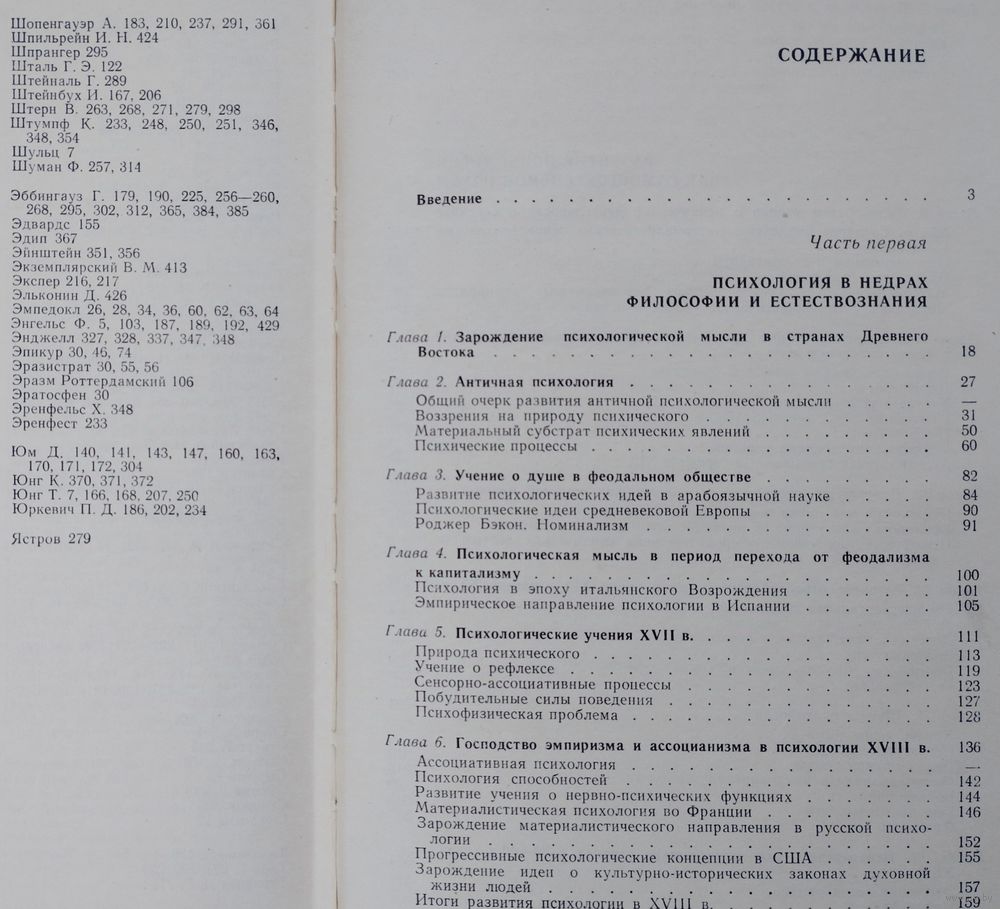 Шопенгауэр А. 183, 210, 237, 291, 361
Шпильрейн И. Н. 424
Шпрангер 295
Шталь Г. Э. 122
Штейналь Г. 289
Штейнбух И. 167, 206
Штерн В. 263, 268, 271, 279, 298
Штумпф К. 233, 248, 250, 251, 346,
348, 354
Шульц 7
Шуман Ф. 257, 314
Эббингауз Г. 179, 190, 225, 256—260,
268, 295, 302, 312, 365, 384, 385
Эдвардс 155
Эдип 367
Эйнштейн 351, 356
Экземплярский В. М. 413
Экспер 216, 217
Эльконин Д. 426
Эмпедокл 26, 28, 34, 36, 60, 62, 63, 64
Энгельс Ф. 5, 103, 187, 189, 192, 429
Энджелл 327, 328, 337, 347, 348
Эпикур 30, 46, 74
Эразистрат 30, 55, 56
Эразм Роттердамский 106
Эратосфен 30
Эренфельс Х. 348
Эренфест 233
Юм Д. 140, 141, 143, 147, 160, 163,
170, 171, 172, 304
Юнг К. 370, 371, 372
Юнг Т. 7, 166, 168, 207, 250
Юркевич П. Д. 186, 202, 234
Ястров 279
СОДЕРЖАНИЕ
Введение . . . . . . . . . . . . . . . . . . . . 3
Часть первая
ПСИХОЛОГИЯ В НЕДРАХ
ФИЛОСОФИИ И ЕСТЕСТВОЗНАНИЯ
Глава 1. Зарождение психологической мысли в странах Древнего
Востока . . . . . . . . . . . . . . . . . . . . 18
Глава 2. Античная психология . . . . . . . . . . . . . 27
Общий очерк развития античной психологической мысли . . . . . —
Воззрения на природу психического . . . . . . . . . . 31
Материальный субстрат психических явлений . . . . . . . . 50
Психические процессы . . . . . . . . . . . . . . . 60
Глава 3. Учение о душе в феодальном обществе . . . . . . . . 82
Развитие психологических идей в арабоязычной науке . . . . . 84
Психологические идеи средневековой Европы . . . . . . . . 90
Роджер Бэкон. Номинализм . . . . . . . . . . . . . 91
Глава 4. Психологическая мысль в период перехода от феодализма
к капитализму . . . . . . . . . . . . . . . . . . 100
Психология в эпоху итальянского Возрождения . . . . . . 101
Эмпирическое направление психологии в Испании . . . . . . 105
Глава 5. Психологические учения XVII в. . . . . . . . . . . 111
Природа психического . . . . . . . . . . . . . . . 113
Учение о рефлексе . . . . . . . . . . . . . . . . 119
Сенсорно-ассоциативные процессы . . . . . . . . . . . 123
Побудительные силы поведения . . . . . . . . . . . . 127
Психофизическая проблема . . . . . . . . . . . . . 128
Глава 6. Господство эмпиризма и ассоцианизма в психологии XVIII в. 136
Ассоциативная психология . . . . . . . . . . . . . —
Психология способностей . . . . . . . . . . . . . 142
Развитие учения о нервно-психических функциях . . . . . . . 144
Материалистическая психология во Франции . . . . . . . . 146
Зарождение материалистического направления в русской психо-
логии . . . . . . . . . . . . . . . . . . . . 152
Прогрессивные психологические концепции в США . . . . . . 155
Зарождение идеи о культурно-исторических законах духовной
жизни людей . . . . . . . . . . . . . . . . . 157
Итоги развития психологии в XVIII в. . . . . . . . . . . 159